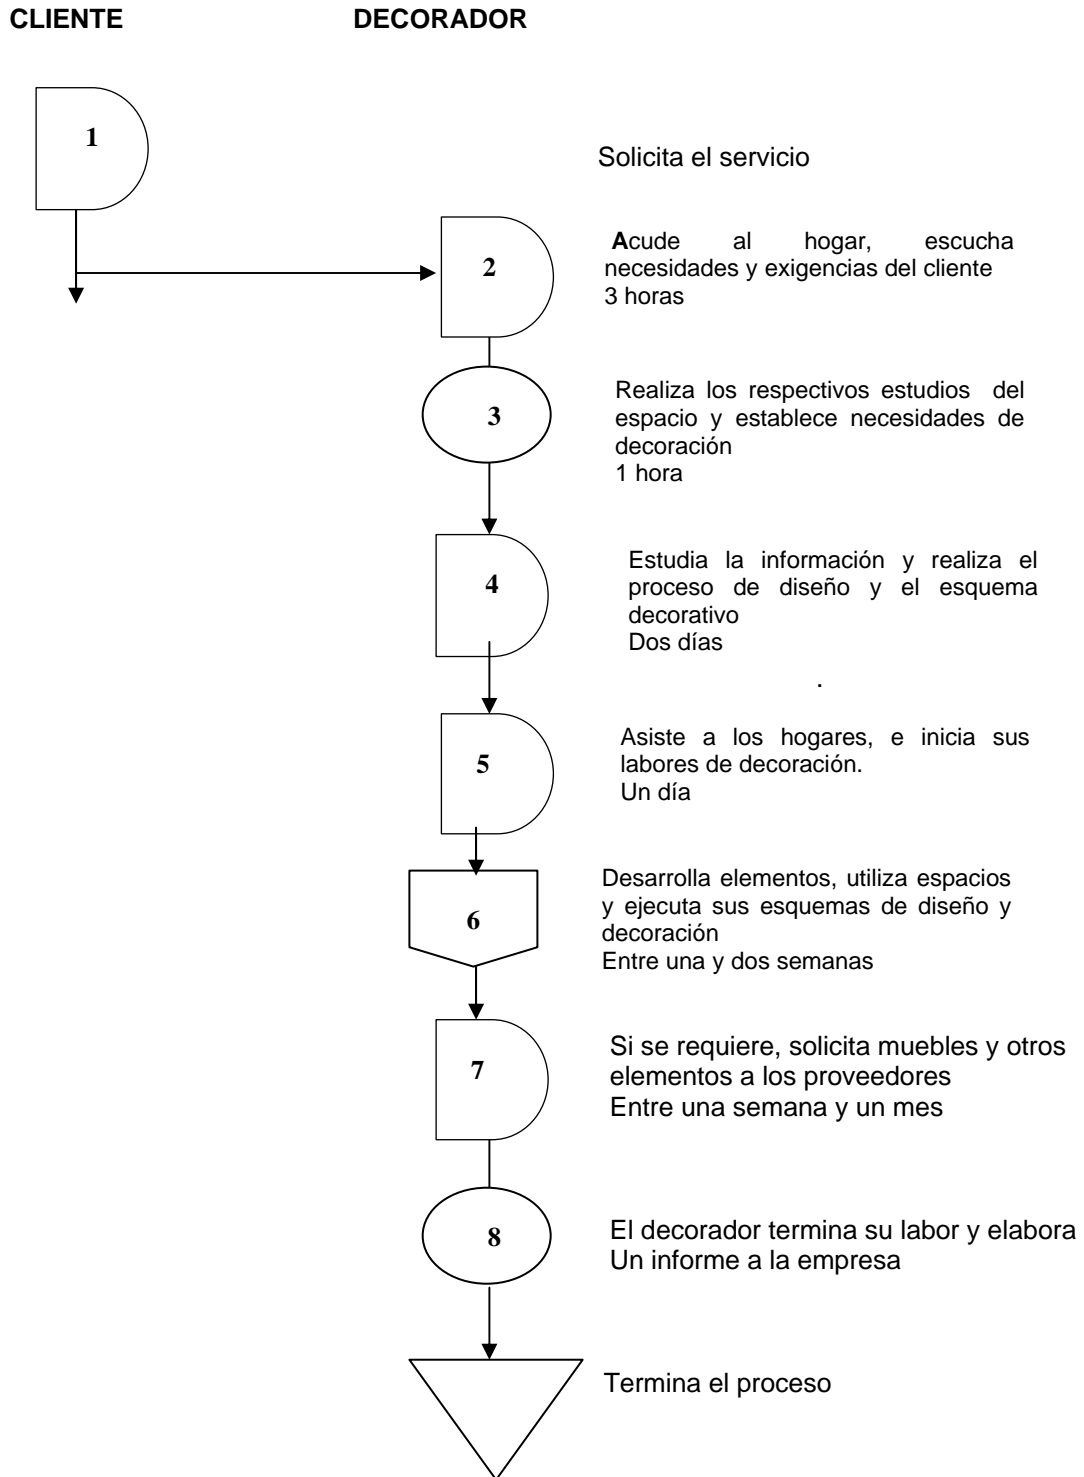 CLIENTE DECORADOR
1
Solicita el servicio
2
Acude al hogar, escucha
necesidades y exigencias del cliente
3 horas
3
Realiza los respectivos estudios del
espacio y establece necesidades de
decoración
1 hora
4
Estudia la información y realiza el
proceso de diseño y el esquema
decorativo
Dos días
.
5
Asiste a los hogares, e inicia sus
labores de decoración.
Un día
6
Desarrolla elementos, utiliza espacios
y ejecuta sus esquemas de diseño y
decoración
Entre una y dos semanas
7
Si se requiere, solicita muebles y otros
elementos a los proveedores
Entre una semana y un mes
8
El decorador termina su labor y elabora
Un informe a la empresa
Termina el proceso